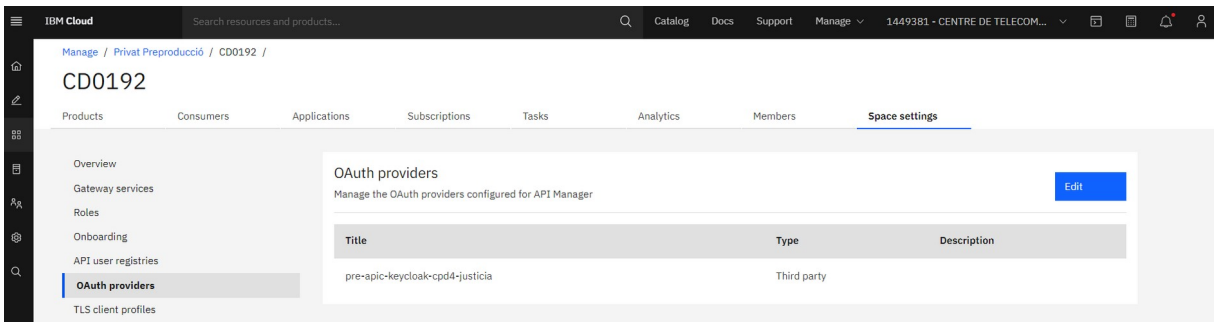 IBM Cloud Search resources and products... Catalog Docs Support Manage 1449381 - CENTRE DE TELECOM...
Manage / Privat Preproducció / CD0192 /
CD0192
Products Consumers Applications Subscriptions Tasks Analytics Members Space settings
Overview
Gateway services
Roles
Onboarding
API user registries
OAuth providers
TLS client profiles
OAuth providers
Manage the OAuth providers configured for API Manager
Edit
Title Type Description
pre-apic-keycloak-cpd4-justicia Third party